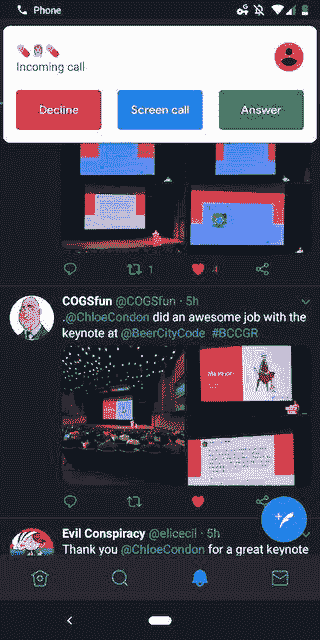 Phone
💊👩🏻‍⚕️💊
Incoming call
Decline
Screen call
Answer
1
4
COGSfun @COGSfun · 5h
.@ChloeCondon did an awesome job with the
keynote at @BeerCityCode #BCCGR
Evil Conspiracy @elicecil · 5h
Thank you @ChloeCondon for a great keynote